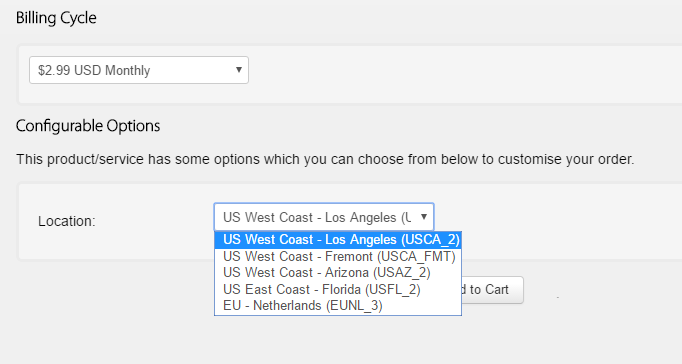 Billing Cycle
$2.99 USD Monthly
Configurable Options
This product/service has some options which you can choose from below to customise your order.
Location:
US West Coast - Los Angeles (U
US West Coast - Los Angeles (USCA_2)
US West Coast - Fremont (USCA_FMT)
US West Coast - Arizona (USAZ_2)
US East Coast - Florida (USFL_2)
EU - Netherlands (EUNL_3)
d to Cart